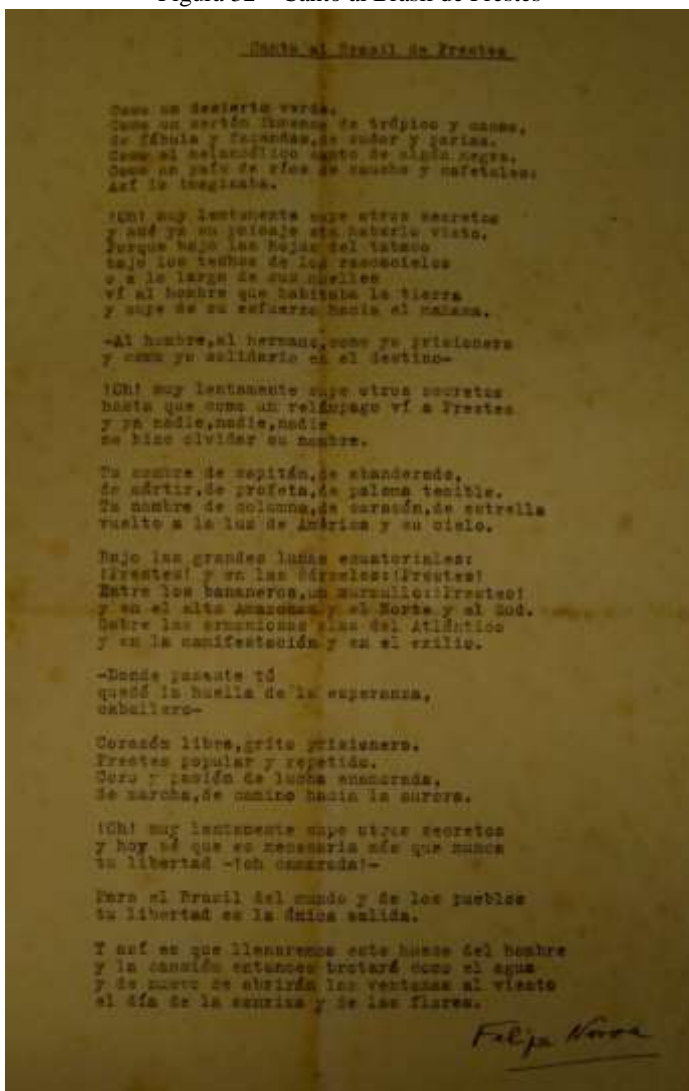 Figura 32 – Canto al Brasil de Prestes
Canto al Brasil de Prestes
Como un desierto verde.
Como un sertón inmenso de trópico y
de fábula y fazendas, de sudor y
Como el melancólico canto de algún negro.
Como un país de ríos de caucho y cafetales.
Así lo imaginaba.
!Oh! muy lentamente supe otros secretos
y amé ya su paisaje sin haberlo visto.
Porque bajo las hojas del tabaco
bajo los techos de los rascacielos
o a lo largo de sus muelles
ví al hombre que habitaba la tierra
y supe de su esfuerzo hacia el mañana.
-Al hombre,al hermano,como yo prisionero
y como yo solidario en el destino-
!Oh! muy lentamente supe otros secretos
hasta que como un relámpago ví a Prestes
y ya nadie,nadie,nadie
me hizo olvidar su nombre.
Tu nombre de capitán,de abanderado,
de mártir,de profeta,de paloma temible.
Tu nombre de columna,de corazón,de estrella
vuelto a la luz de América y su cielo.
Bajo las grandes lunas ecuatoriales:
!Prestes! y en las cárceles:!Prestes!
Entre los bananeros,un murmullo:!Prestes!
y en el alto Amazonas y el Norte y el Sud.
Sobre las armoniosas olas del Atlántico
y en la manifestación y en el exilio.
-Donde pasaste tú
quedó la huella de la esperanza,
caballero-
Corazón libre,grito prisionero.
Prestes popular y repetido.
Coro y pasión de lucha enamorada,
de marcha,de camino hacia la aurora.
!Oh! muy lentamente supe otros secretos
y hoy sé que es necesaria más que nunca
tu libertad -!oh camarada!-
Para el Brasil del mundo y de los pueblos
tu libertad es la única salida.
Y así es que llenaremos este hueco del hombre
y la canción entonces brotará como el agua
y de nuevo se abrirán las ventanas al viento
el día de la sonrisa y de las flores.
Felipe Novoa